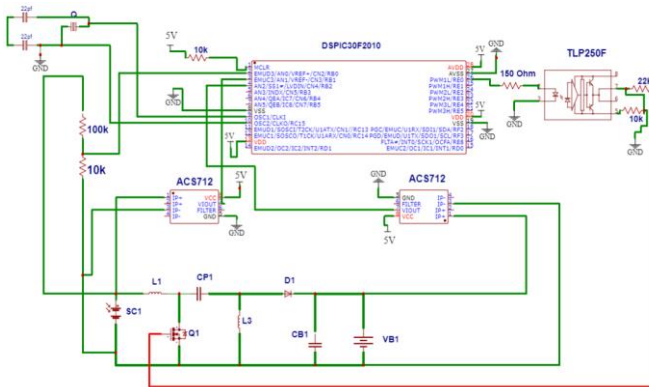 22pf
Q
22pf
GND
5V
10k
DSPIC30F2010
5V
GND
TLP250F
MCLR
EMUD3/AN0/VREF+/CN2/RB0
EMUC3/AN1/VREF-/CN3/RB1
AN2/SS1#/LVDIN/CN4/RB2
AN3/INDX/CN5/RB3
AN4/QEA/IC7/CN6/RB4
AN5/QEB/IC8/CN7/RB5
VSS
OSC1/CLKI
OSC2/CLKO/RC15
EMUD1/SOSCI/T2CK/U1ATX/CN1//RC13
EMUC1/SOSCO/T1CK/U1ARX/CN0/RC14
VDD
EMUD2/OC2/IC2/INT2/RD1
AVDD
AVSS
PWM1L/RE0
PWM1H/RE1
PWM2L/RE2
PWM2H/RE3
PWM3L/RE4
PWM3H/RE5
VDD
VSS
PGC/EMUC/U1RX/SDI1/SDA/RF2
PGD/EMUD/U1TX/SDO1/SCL/RF3
FLTA#/INT0/SCK1/OCFA/RE8
EMUC2/OC1/IC1/INT1/RD0
GND
5V
5V
GND
150 Ohm
22K
10k
GND
GND
100k
10k
ACS712
5V
IP+
IP+
IP-
IP-
VCC
VIOUT
FILTER
GND
GND
ACS712
GND
GND
FILTER
VIOUT
VCC
IP-
IP-
IP+
IP+
5V
L1
CP1
D1
SC1
Q1
L3
CB1
VB1